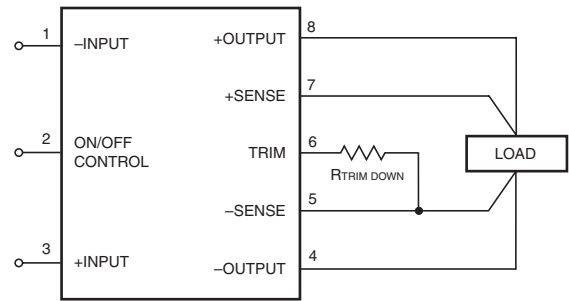 1
–INPUT
+OUTPUT
8
+SENSE
7
2
ON/OFF
CONTROL
TRIM
6
RTRIM DOWN
LOAD
–SENSE
5
3
+INPUT
–OUTPUT
4